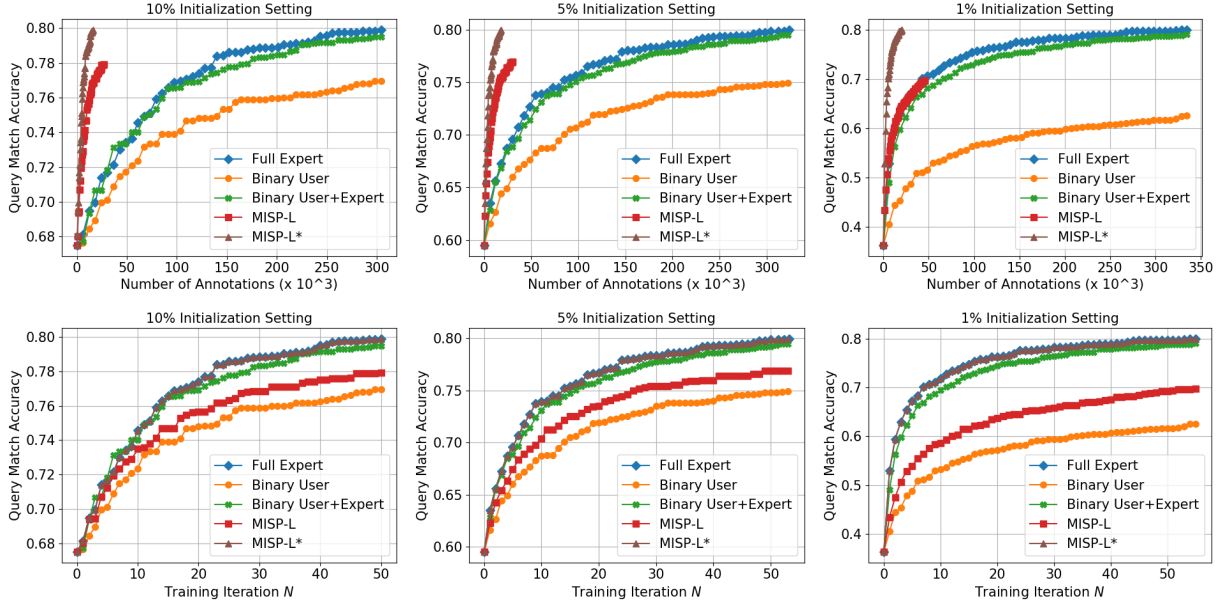 10% Initialization Setting
Query Match Accuracy
0.80
0.78
0.76
0.74
0.72
0.70
0.68
0 50 100 150 200 250 300
Number of Annotations (x 10^3)
Full Expert
Binary User
Binary User+Expert
MISP-L
MISP-L*
5% Initialization Setting
Query Match Accuracy
0.80
0.75
0.70
0.65
0.60
0 50 100 150 200 250 300
Number of Annotations (x 10^3)
Full Expert
Binary User
Binary User+Expert
MISP-L
MISP-L*
1% Initialization Setting
Query Match Accuracy
0.8
0.7
0.6
0.5
0.4
0 50 100 150 200 250 300 350
Number of Annotations (x 10^3)
Full Expert
Binary User
Binary User+Expert
MISP-L
MISP-L*
10% Initialization Setting
Query Match Accuracy
0.80
0.78
0.76
0.74
0.72
0.70
0.68
0 10 20 30 40 50
Training Iteration N
Full Expert
Binary User
Binary User+Expert
MISP-L
MISP-L*
5% Initialization Setting
Query Match Accuracy
0.80
0.75
0.70
0.65
0.60
0 10 20 30 40 50
Training Iteration N
Full Expert
Binary User
Binary User+Expert
MISP-L
MISP-L*
1% Initialization Setting
Query Match Accuracy
0.8
0.7
0.6
0.5
0.4
0 10 20 30 40 50
Training Iteration N
Full Expert
Binary User
Binary User+Expert
MISP-L
MISP-L*